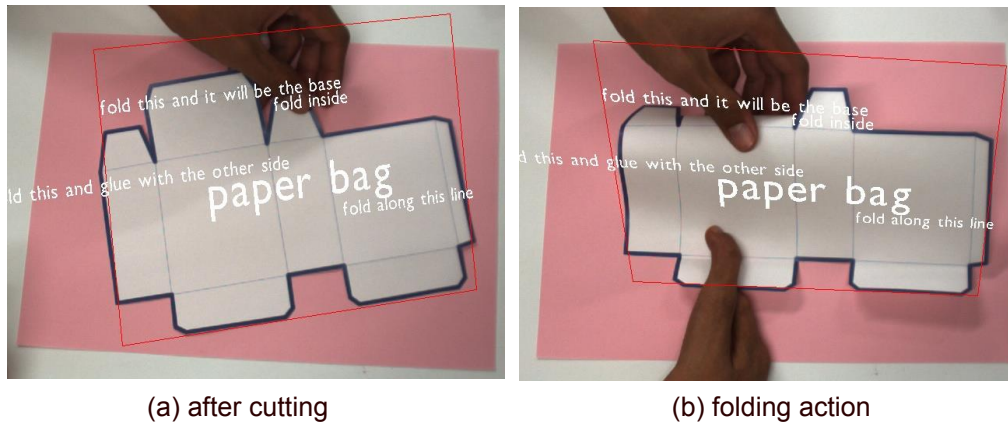 fold this and it will be the base
fold inside
ld this and glue with the other side
paper bag
fold along this line
fold this and it will be the base
fold inside
d this and glue with the other side
paper bag
fold along this line
(a) after cutting
(b) folding action